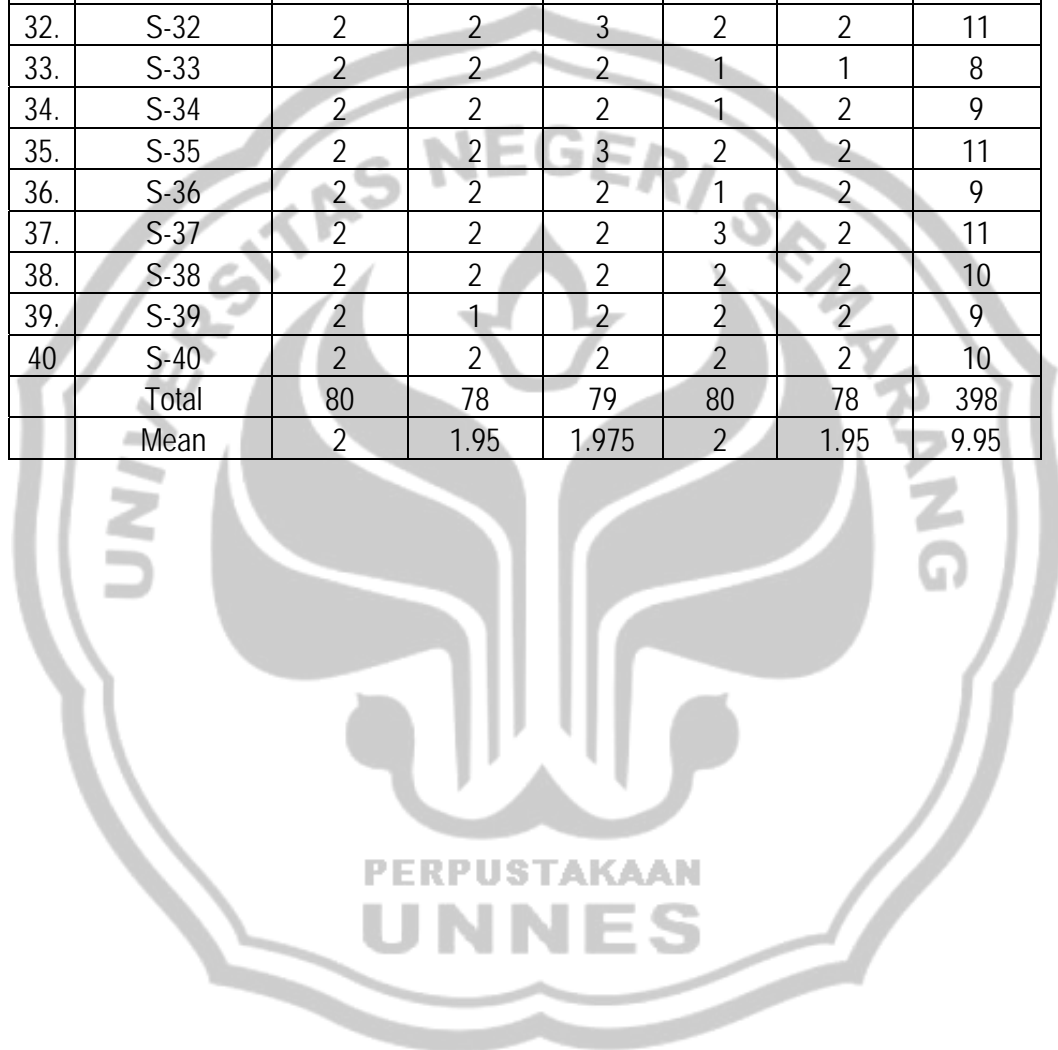 32. S-32 2 2 3 2 2 11
33. S-33 2 2 2 1 1 8
34. S-34 2 2 2 1 2 9
35. S-35 2 2 3 2 2 11
36. S-36 2 2 2 1 2 9
37. S-37 2 2 2 3 2 11
38. S-38 2 2 2 2 2 10
39. S-39 2 1 2 2 2 9
40 S-40 2 2 2 2 2 10
Total 80 78 79 80 78 398
Mean 2 1.95 1.975 2 1.95 9.95
UNIVERSITAS NEGERI SEMARANG
PERPUSTAKAAN
UNNES